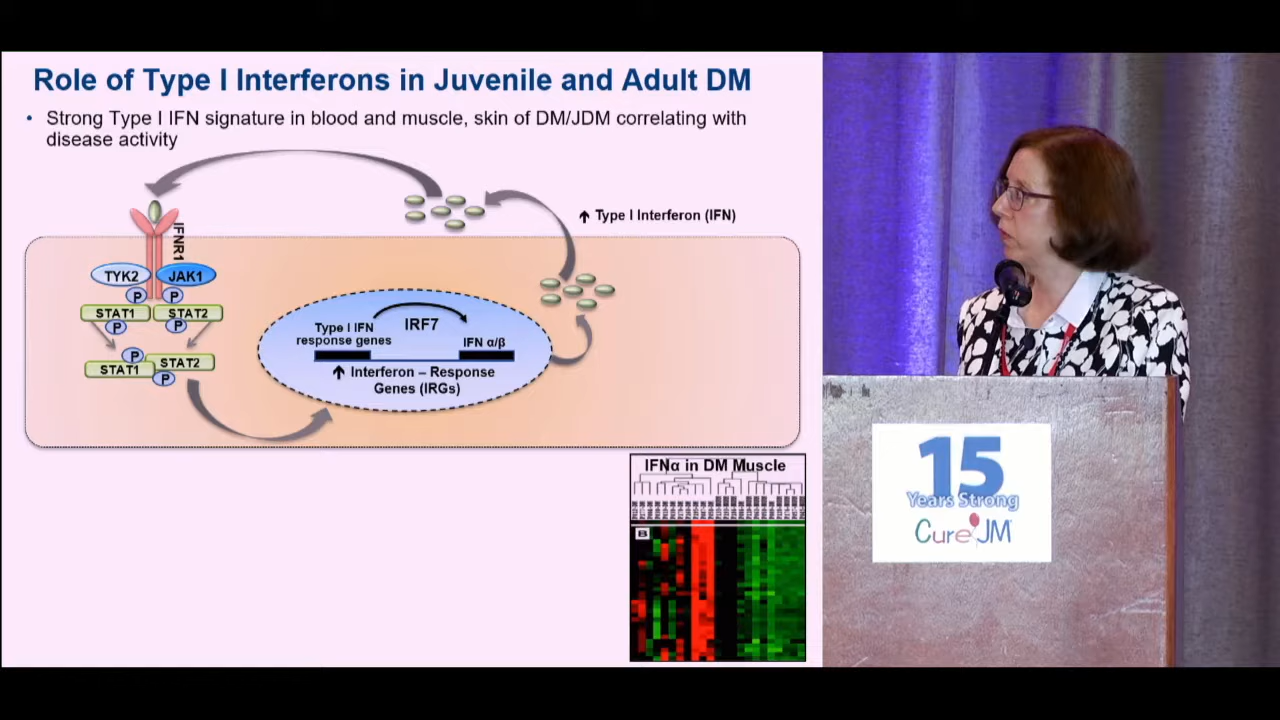 Role of Type I Interferons in Juvenile and Adult DM
• Strong Type I IFN signature in blood and muscle, skin of DM/JDM correlating with
disease activity
Type I Interferon (IFN)
IFNR1
TYK2
JAK1
P
P
STAT1
STAT2
P
P
P
STAT1
STAT2
P
Type I IFN
response genes
IRF7
IFN α/β
Interferon – Response
Genes (IRGs)
IFNα in DM Muscle
B
15
Years Strong
Cure JM